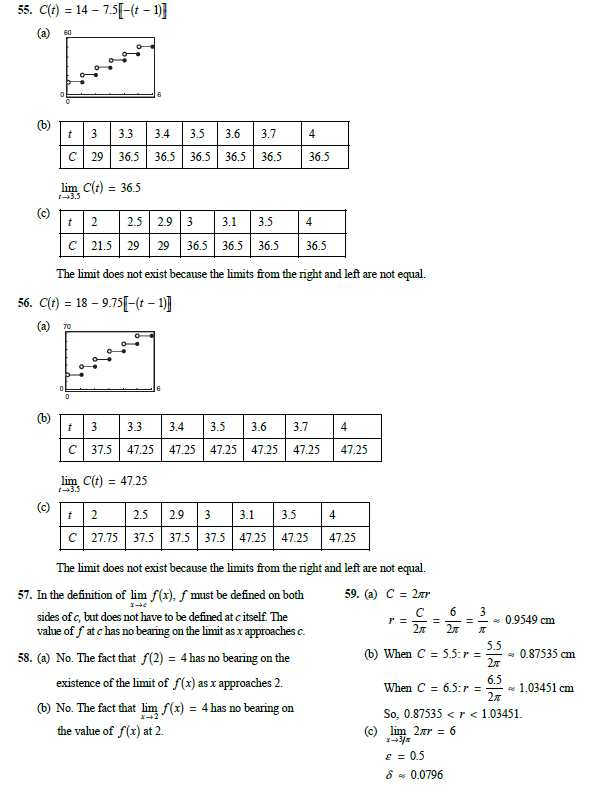 55. C(t) = 14 − 7.5⟦−(t − 1)⟧
(a) 60
0 6
0
(b) t 3 3.3 3.4 3.5 3.6 3.7 4
C 29 36.5 36.5 36.5 36.5 36.5 36.5
lim C(t) = 36.5
t→3.5
(c) t 2 2.5 2.9 3 3.1 3.5 4
C 21.5 29 29 36.5 36.5 36.5 36.5
The limit does not exist because the limits from the right and left are not equal.
56. C(t) = 18 − 9.75⟦−(t − 1)⟧
(a) 70
0 6
0
(b) t 3 3.3 3.4 3.5 3.6 3.7 4
C 37.5 47.25 47.25 47.25 47.25 47.25 47.25
lim C(t) = 47.25
t→3.5
(c) t 2 2.5 2.9 3 3.1 3.5 4
C 27.75 37.5 37.5 37.5 47.25 47.25 47.25
The limit does not exist because the limits from the right and left are not equal.
57. In the definition of lim f(x), f must be defined on both
x→c
sides of c, but does not have to be defined at c itself. The
value of f at c has no bearing on the limit as x approaches c.
58. (a) No. The fact that f(2) = 4 has no bearing on the
existence of the limit of f(x) as x approaches 2.
(b) No. The fact that lim f(x) = 4 has no bearing on
x→2
the value of f(x) at 2.
59. (a) C = 2πr
r = C/2π = 6/2π = 3/π ≈ 0.9549 cm
(b) When C = 5.5: r = 5.5/2π ≈ 0.87535 cm
When C = 6.5: r = 6.5/2π ≈ 1.03451 cm
So, 0.87535 < r < 1.03451.
(c) lim 2πr = 6
x→3/π
ε = 0.5
δ ≈ 0.0796